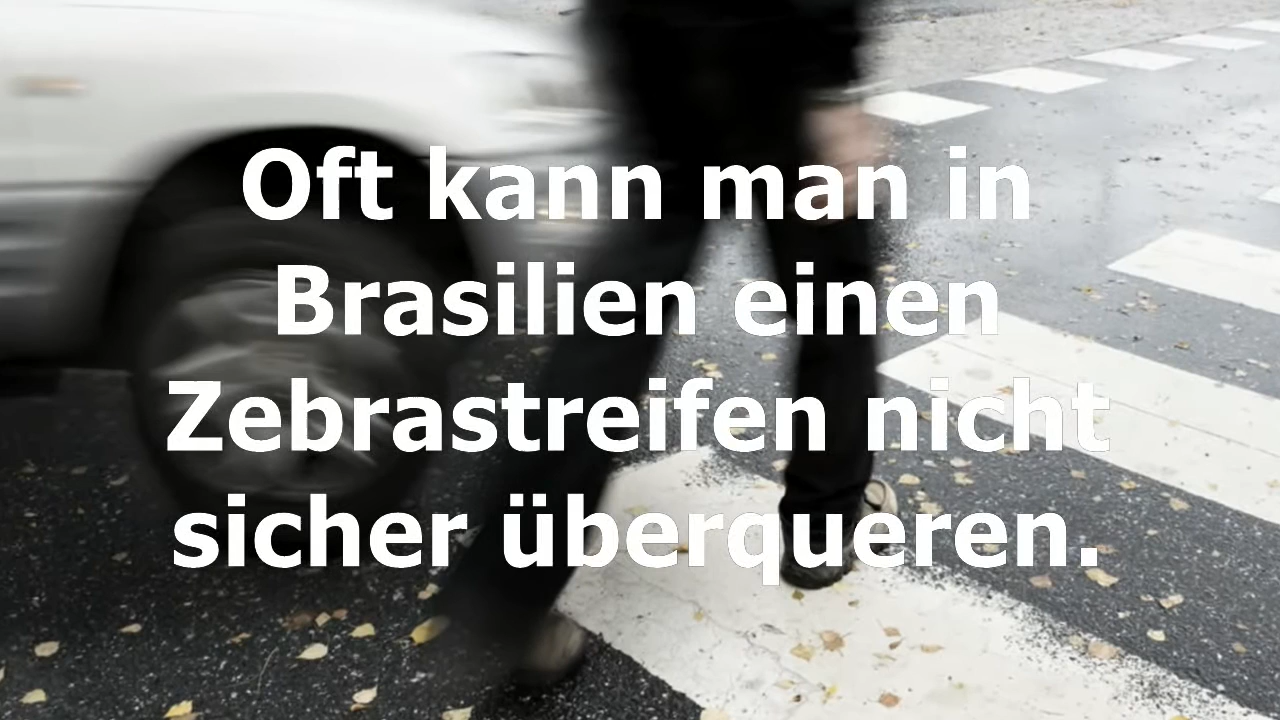 Oft kann man in
Brasilien einen
Zebrastreifen nicht
sicher überqueren.